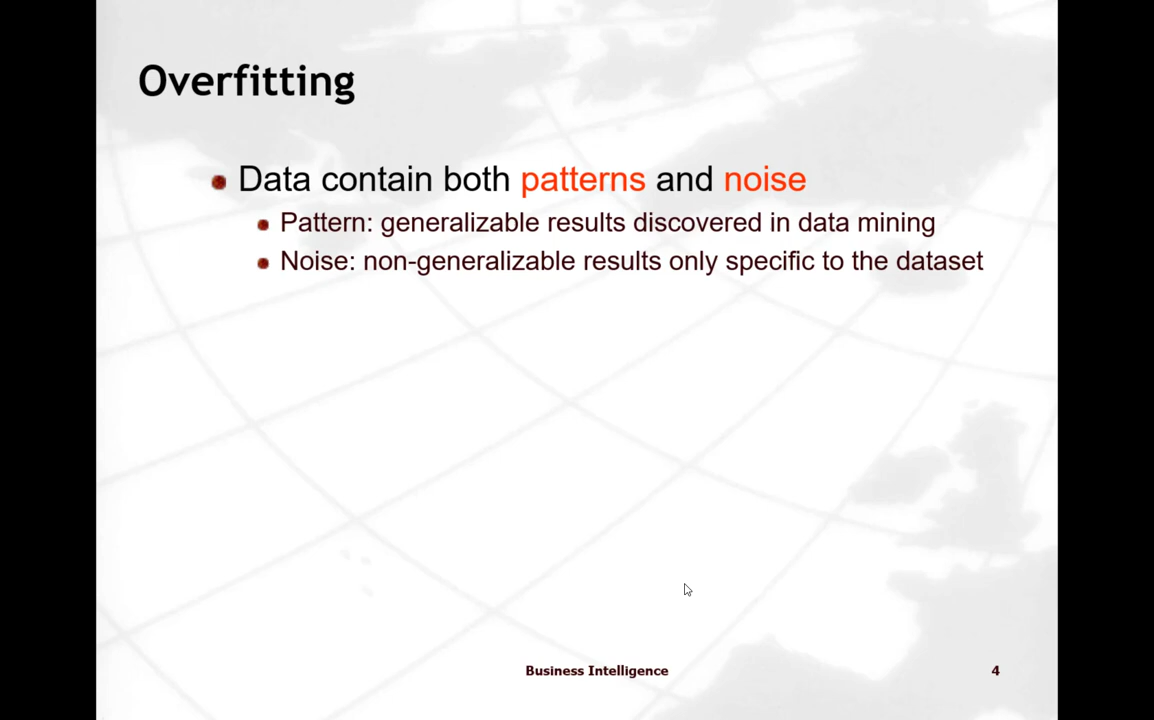 Overfitting
Data contain both patterns and noise
Pattern: generalizable results discovered in data mining
Noise: non-generalizable results only specific to the dataset
Business Intelligence
4